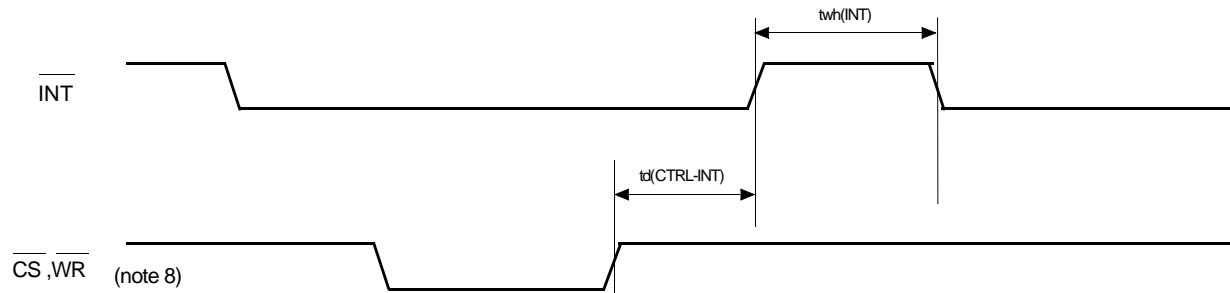 twh(INT)
INT
td(CTRL-INT)
CS ,WR (note 8)